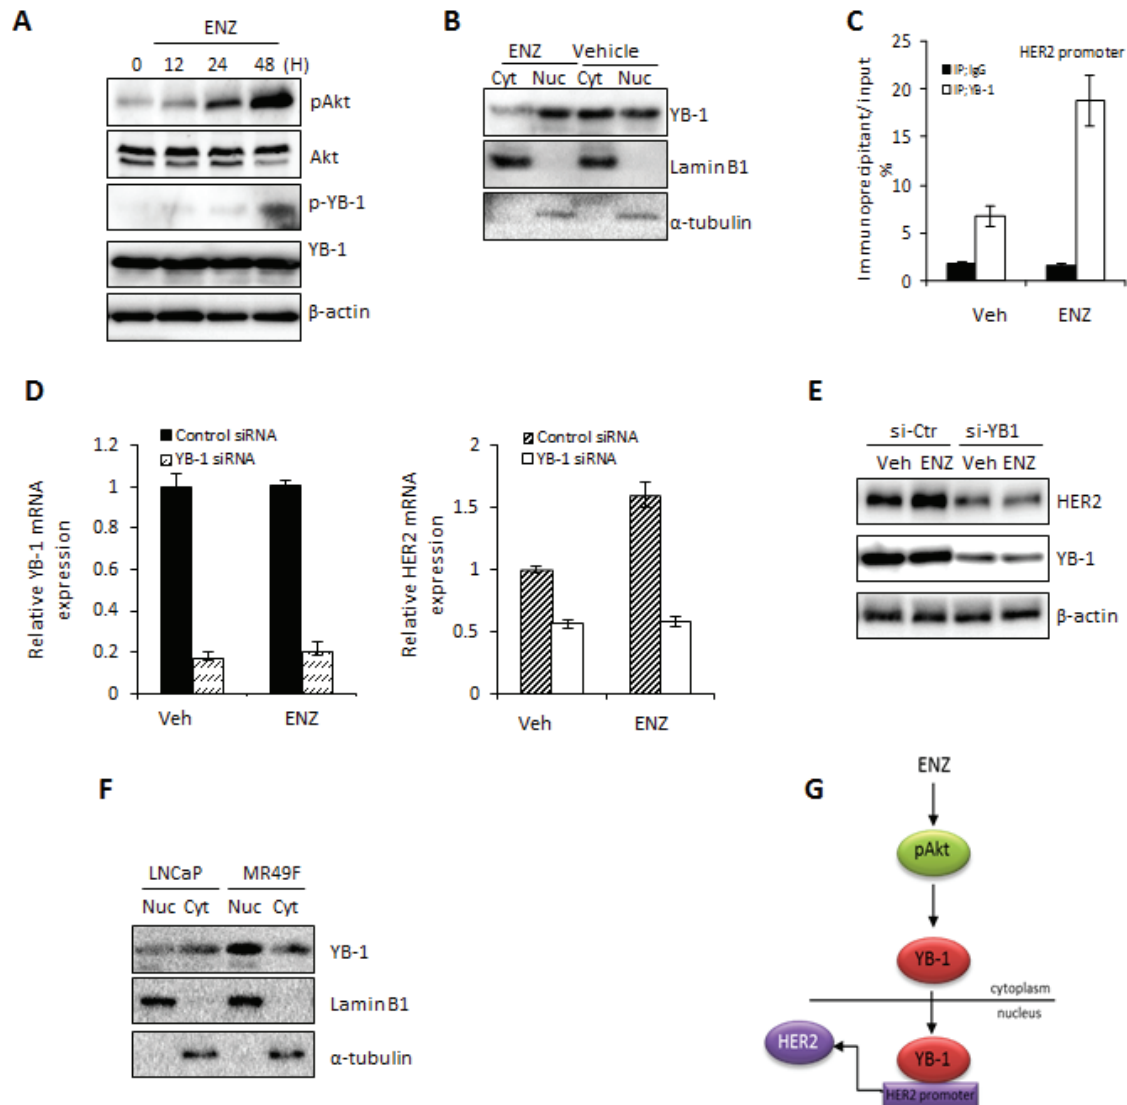 A
ENZ
0 12 24 48 (H)
pAkt
Akt
p-YB-1
YB-1
β-actin
B
ENZ Vehicle
Cyt Nuc Cyt Nuc
YB-1
Lamin B1
α-tubulin
C
HER2 promoter
IP;IgG
IP;YB-1
Immunoprecipitant/input
%
25
20
15
10
5
0
Veh ENZ
D
Control siRNA
YB-1 siRNA
Relative YB-1 mRNA
expression
1.2
1
0.8
0.6
0.4
0.2
0
Veh ENZ
Control siRNA
YB-1 siRNA
Relative HER2 mRNA
expression
2
1.5
1
0.5
0
Veh ENZ
E
si-Ctr si-YB1
Veh ENZ Veh ENZ
HER2
YB-1
β-actin
F
LNCaP MR49F
Nuc Cyt Nuc Cyt
YB-1
Lamin B1
α-tubulin
G
ENZ
pAkt
YB-1
cytoplasm
nucleus
HER2
YB-1
HER2 promoter